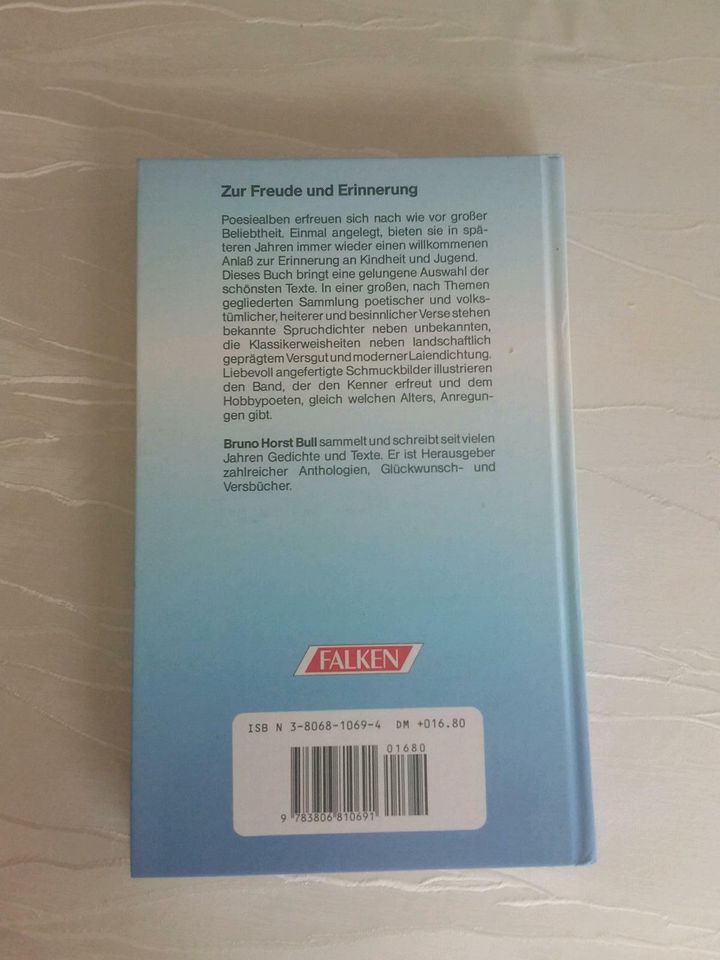 Zur Freude und Erinnerung
Poesiealben erfreuen sich nach wie vor großer
Beliebtheit. Einmal angelegt, bieten sie in spä-
teren Jahren immer wieder einen willkommenen
Anlaß zur Erinnerung an Kindheit und Jugend.
Dieses Buch bringt eine gelungene Auswahl der
schönsten Texte. In einer großen, nach Themen
gegliederten Sammlung poetischer und volks-
tümlicher, heiterer und besinnlicher Verse stehen
bekannte Spruchdichter neben unbekannten,
die Klassikerweisheiten neben landschaftlich
geprägtem Versgut und moderner Laiendichtung.
Liebevoll angefertigte Schmuckbilder illustrieren
den Band, der den Kenner erfreut und dem
Hobbypoeten, gleich welchen Alters, Anregun-
gen gibt.
Bruno Horst Bull sammelt und schreibt seit vielen
Jahren Gedichte und Texte. Er ist Herausgeber
zahlreicher Anthologien, Glückwunsch- und
Versbücher.
FALKEN
ISB N 3-8068-1069-4 DM +016.80
01680
9 783806 810691